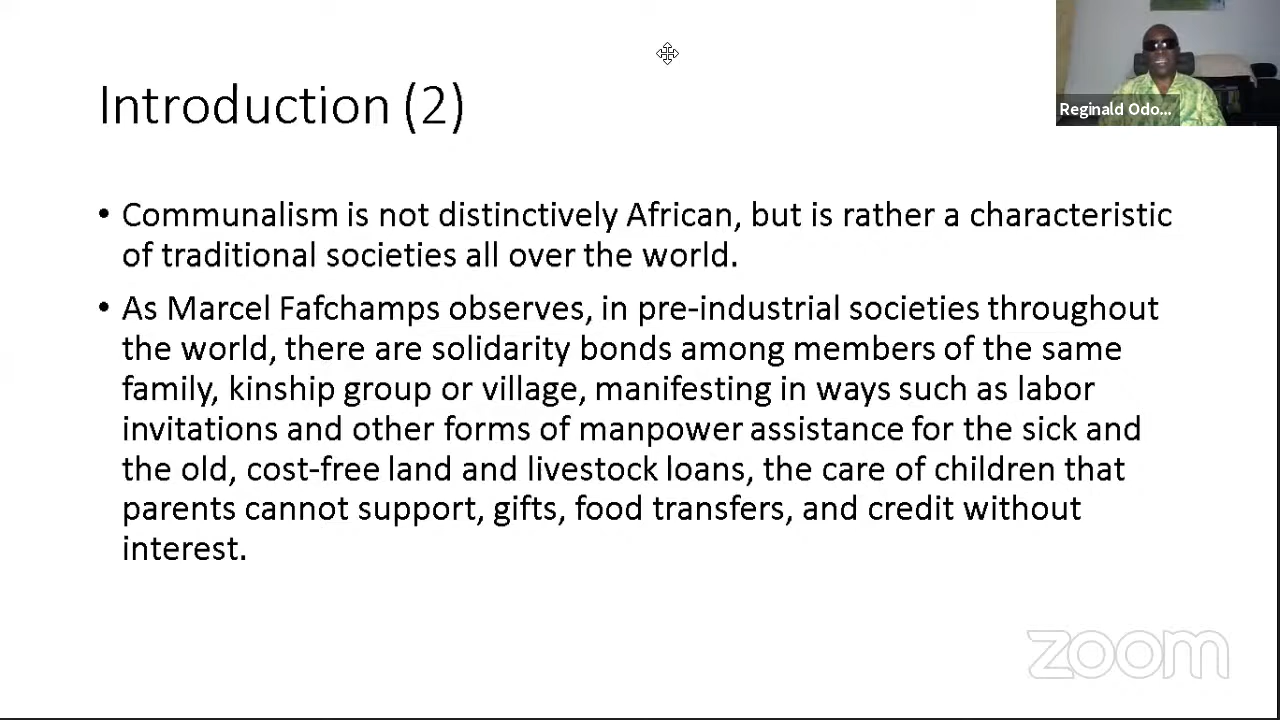 Introduction (2)
Reginald Odo...
• Communalism is not distinctively African, but is rather a characteristic
of traditional societies all over the world.
• As Marcel Fafchamps observes, in pre-industrial societies throughout
the world, there are solidarity bonds among members of the same
family, kinship group or village, manifesting in ways such as labor
invitations and other forms of manpower assistance for the sick and
the old, cost-free land and livestock loans, the care of children that
parents cannot support, gifts, food transfers, and credit without
interest.
zoom